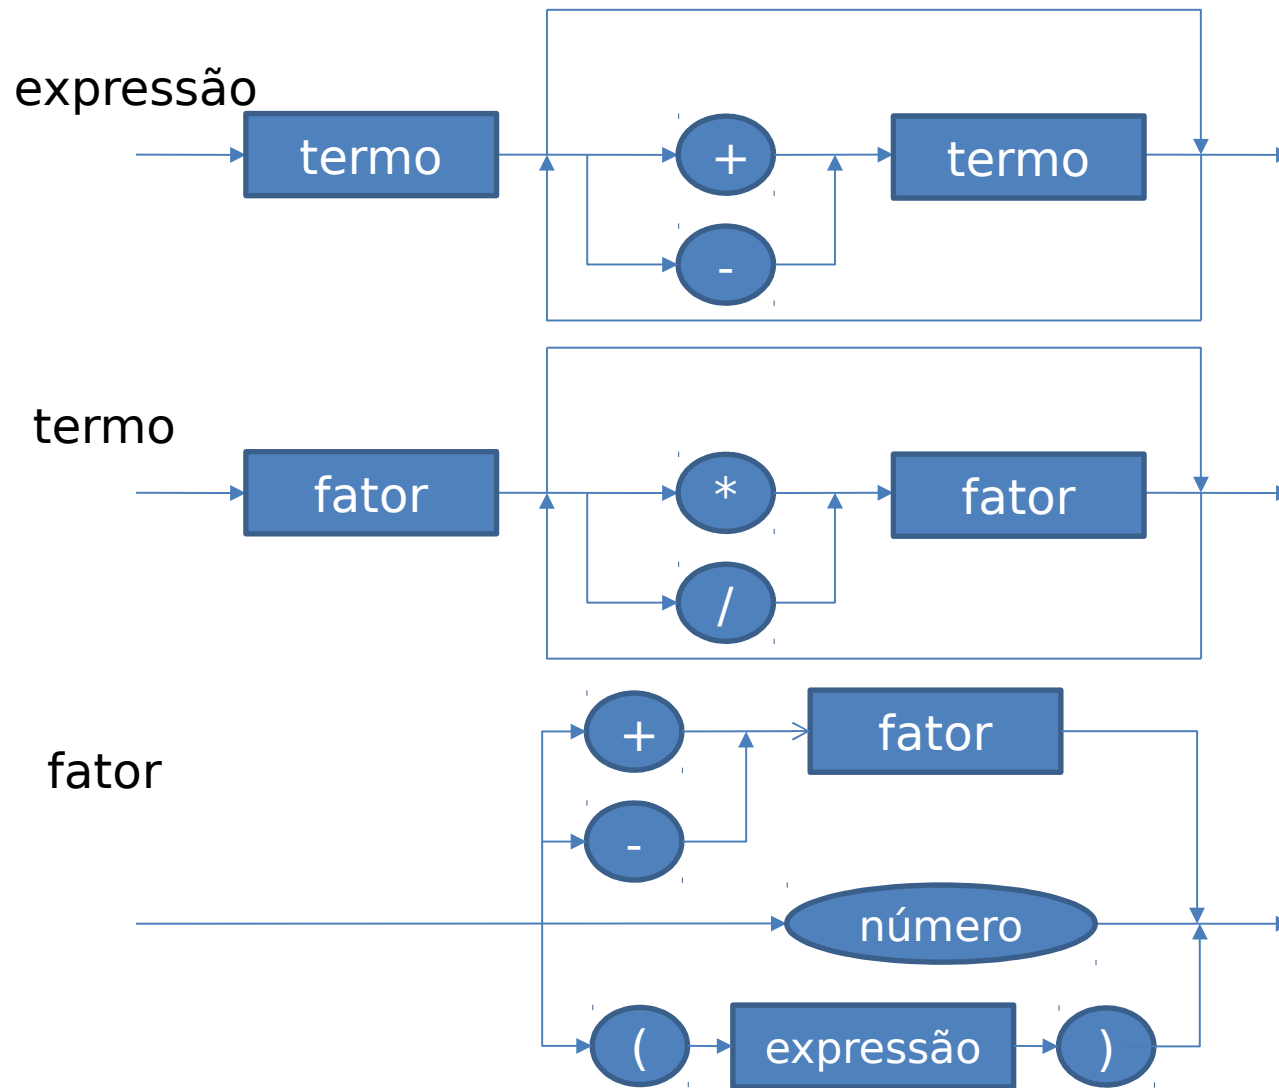 expressão
termo
+
termo
-
termo
fator
*
fator
/
fator
+
fator
-
número
(
expressão
)